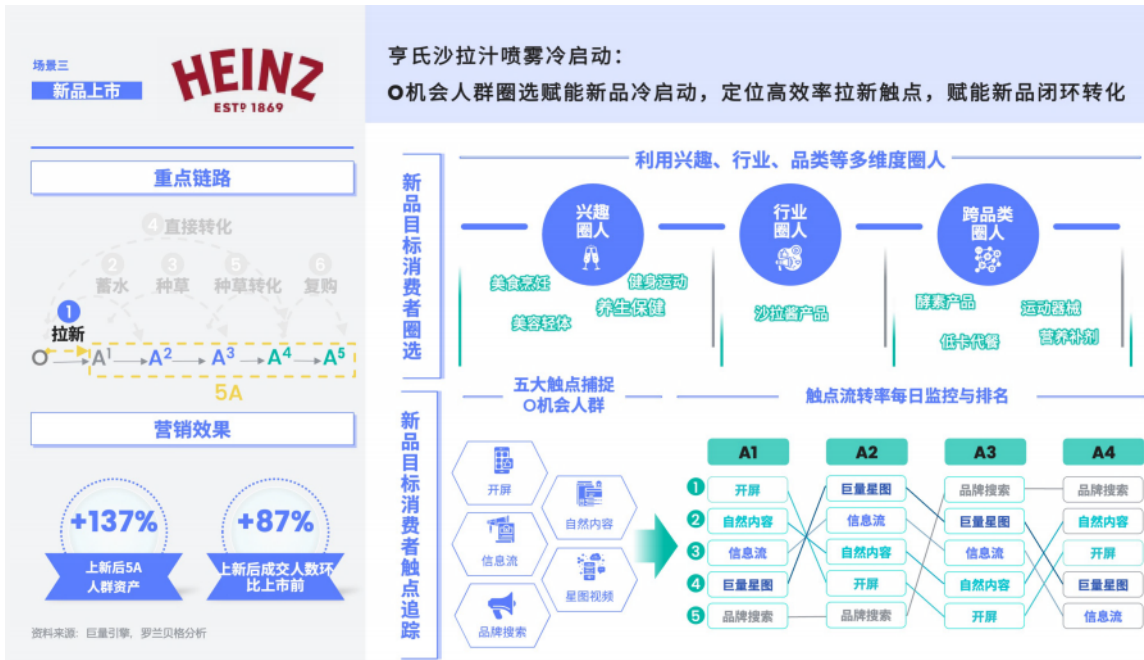 场景三
新品上市
HEINZ
ESTD 1869
亨氏沙拉汁喷雾冷启动：
O机会人群圈选赋能新品冷启动，定位高效率拉新触点，赋能新品闭环转化
重点链路
4 直接转化
2 3 5 6
蓄水 种草 种草转化 复购
1
拉新
O A1 A2 A3 A4 A5
5A
营销效果
+137%
上新后5A
人群资产
+87%
上新后成交人数环
比上市前
资料来源：巨量引擎，罗兰贝格分析
新品目标消费者圈选
利用兴趣、行业、品类等多维度圈人
兴趣
圈人
美食烹饪
健身运动
养生保健
美容轻体
行业
圈人
沙拉酱产品
跨品类
圈人
酵素产品
运动器械
低卡代餐
营养补剂
新品目标消费者触点追踪
五大触点捕捉
O机会人群
开屏
自然内容
信息流
星图视频
品牌搜索
触点流转率每日监控与排名
A1 A2 A3 A4
1 开屏 巨量星图 品牌搜索 品牌搜索
2 自然内容 信息流 巨量星图 自然内容
3 信息流 自然内容 信息流 开屏
4 巨量星图 开屏 自然内容 巨量星图
5 品牌搜索 品牌搜索 开屏 信息流